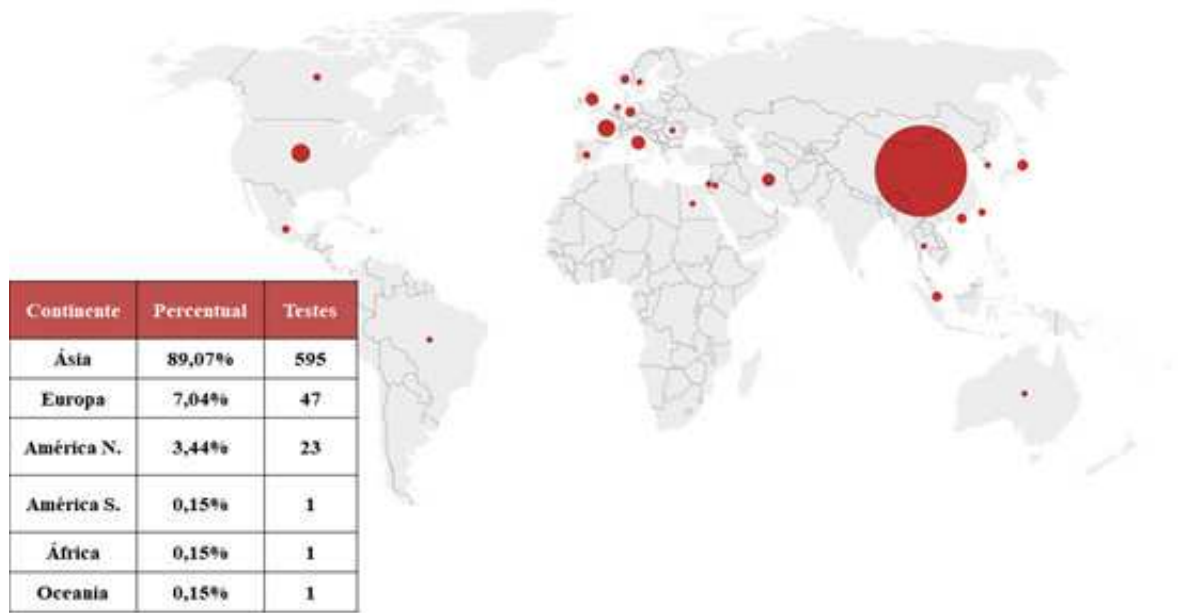 Continente Percentual Testes
Ásia 89,07% 595
Europa 7,04% 47
América N. 3,44% 23
América S. 0,15% 1
África 0,15% 1
Oceania 0,15% 1